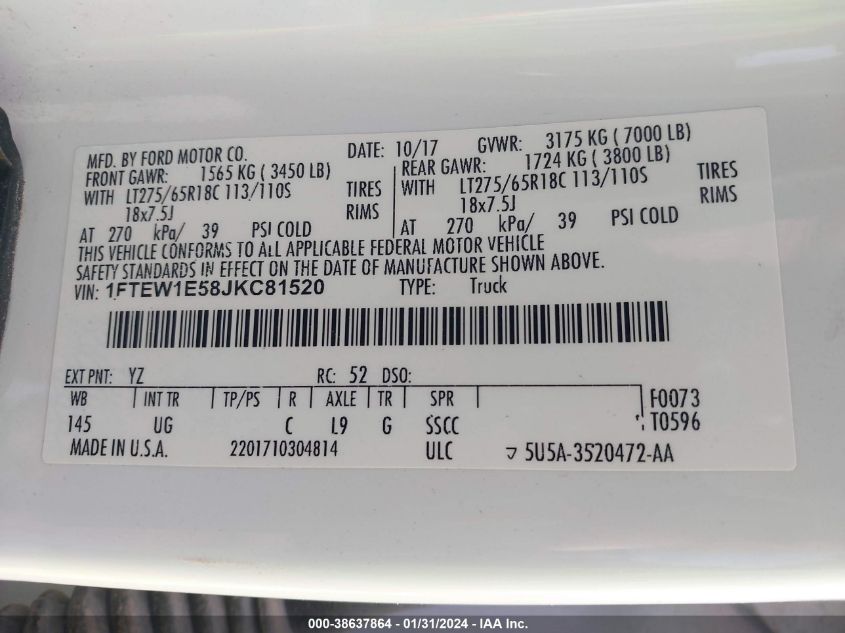 MFD. BY FORD MOTOR CO. DATE: 10/17 GVWR: 3175 KG ( 7000 LB)
FRONT GAWR: 1565 KG ( 3450 LB) REAR GAWR: 1724 KG ( 3800 LB)
WITH LT275/65R18C 113/110S TIRES WITH LT275/65R18C 113/110S TIRES
18x7.5J RIMS 18x7.5J RIMS
AT 270 kPa/ 39 PSI COLD AT 270 kPa/ 39 PSI COLD
THIS VEHICLE CONFORMS TO ALL APPLICABLE FEDERAL MOTOR VEHICLE
SAFETY STANDARDS IN EFFECT ON THE DATE OF MANUFACTURE SHOWN ABOVE.
VIN: 1FTEW1E58JKC81520 TYPE: Truck
EXT PNT: YZ RC: 52 DSO:
WB INT TR TP/PS R AXLE TR SPR F0073
145 UG C L9 G SSCC T0596
MADE IN U.S.A. 2201710304814 ULC 5U5A-3520472-AA
000-38637864 - 01/31/2024 - IAA Inc.